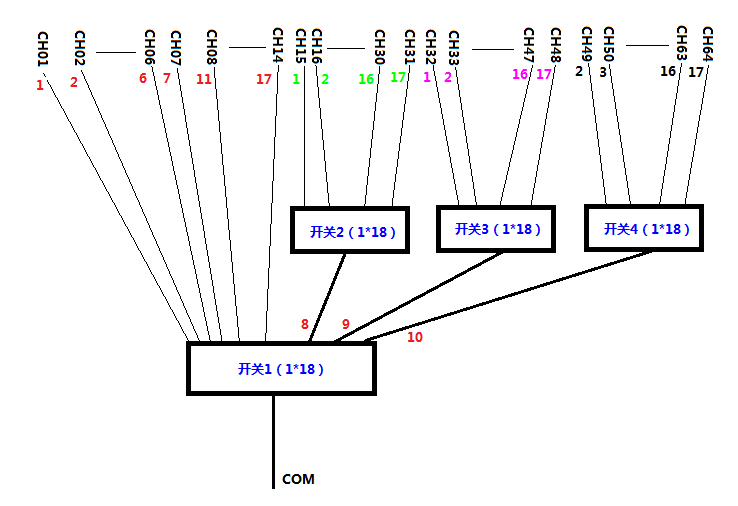 CH01 CH02 CH06 CH07 CH08 CH14 CH15 CH16 CH30 CH31 CH32 CH33 CH47 CH48 CH49 CH50 CH63 CH64
1 2 6 7 11 17 1 2 16 17 1 2 16 17 2 3 16 17
开关2（1*18） 开关3（1*18） 开关4（1*18）
8 9 10
开关1（1*18）
COM